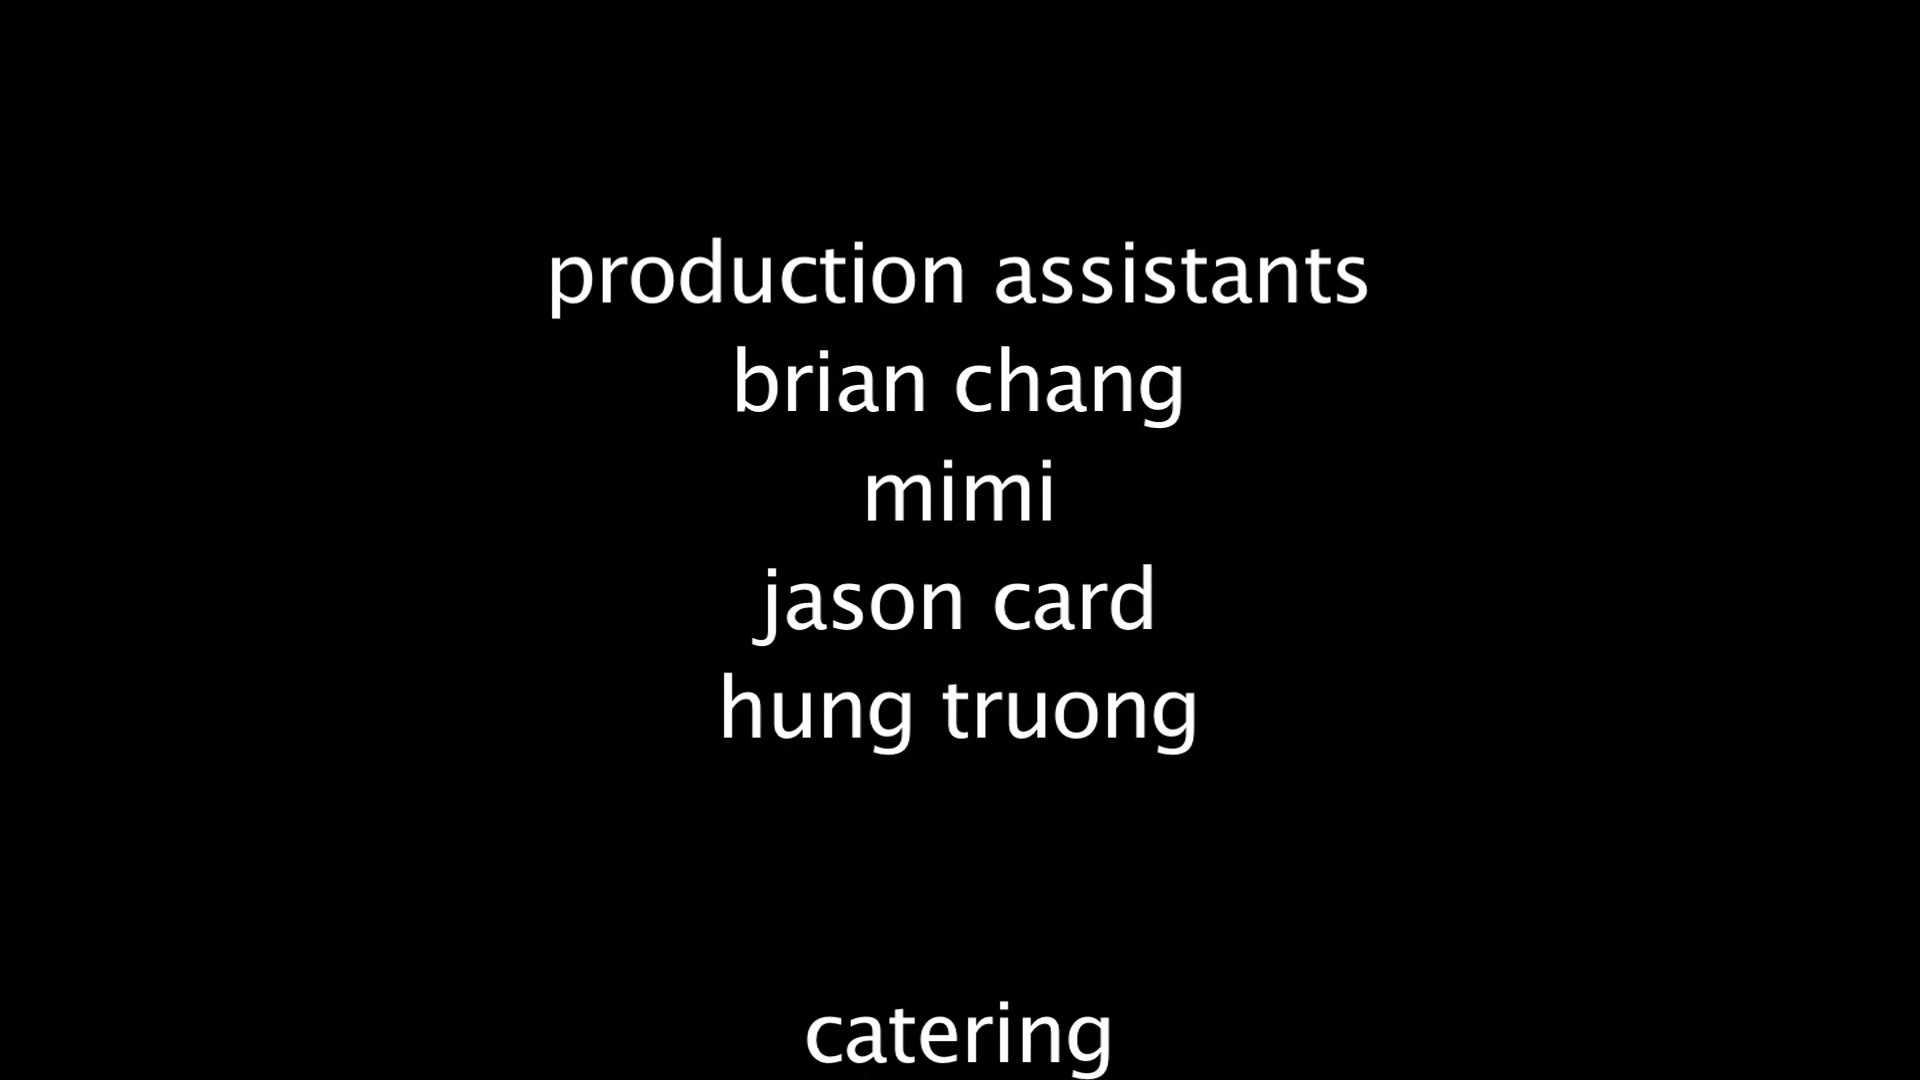 production assistants
brian chang
mimi
jason card
hung truong
catering